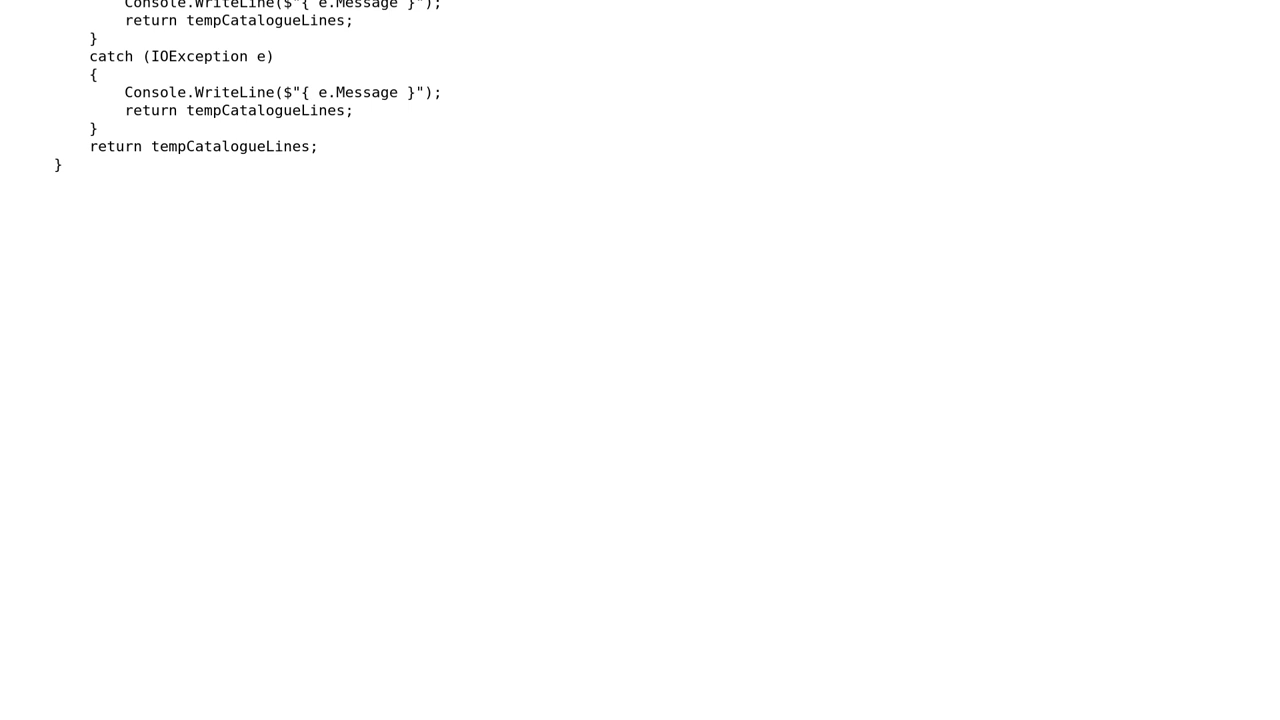 Console.WriteLine($"{ e.Message }");
return tempCatalogueLines;
}
catch (IOException e)
{
Console.WriteLine($"{ e.Message }");
return tempCatalogueLines;
}
return tempCatalogueLines;
}